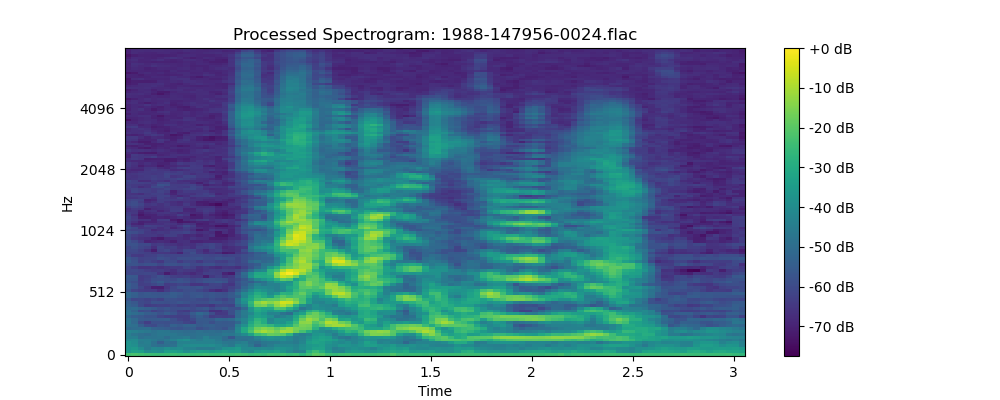 Processed Spectrogram: 1988-147956-0024.flac
Hz
4096
2048
1024
512
0
0
0.5
1
1.5
2
2.5
3
Time
+0 dB
-10 dB
-20 dB
-30 dB
-40 dB
-50 dB
-60 dB
-70 dB